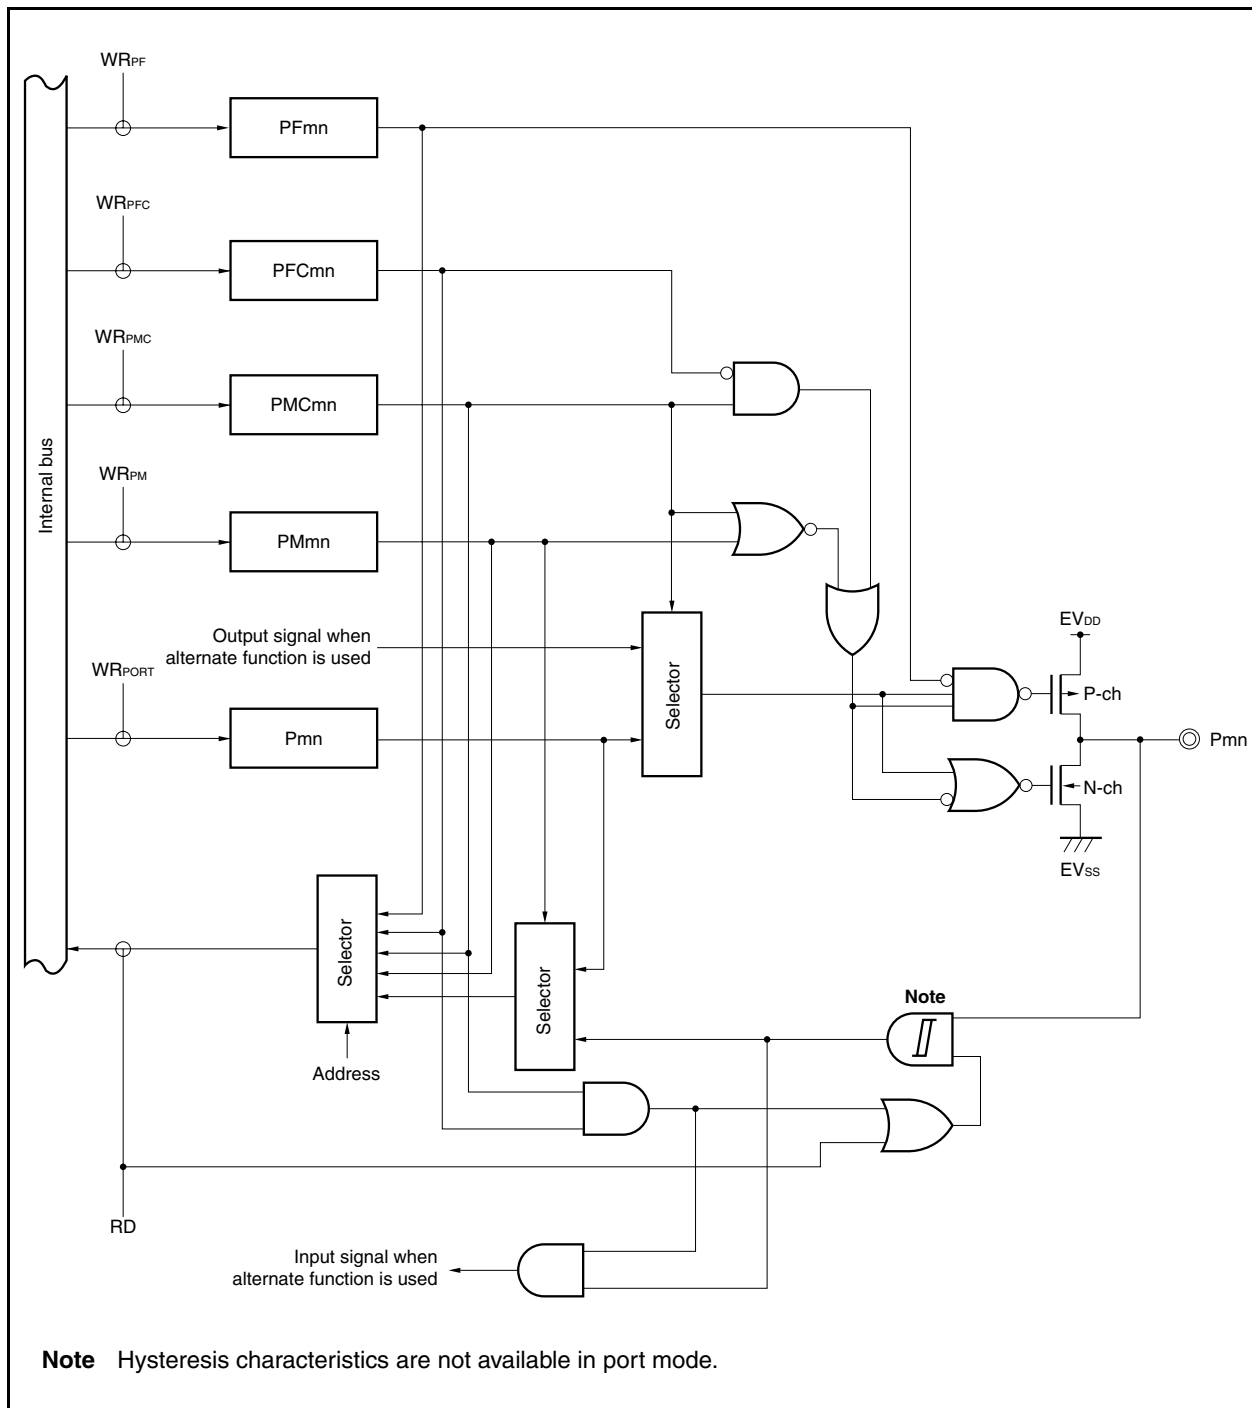 WRPF
PFmn
WRPFC
PFCmn
WRPMC
PMCmn
Internal bus
WRPM
PMmn
Output signal when
alternate function is used
WRPORT
Pmn
Selector
EVDD
P-ch
Pmn
N-ch
EVSS
Selector
Selector
Note
Address
RD
Input signal when
alternate function is used
Note Hysteresis characteristics are not available in port mode.